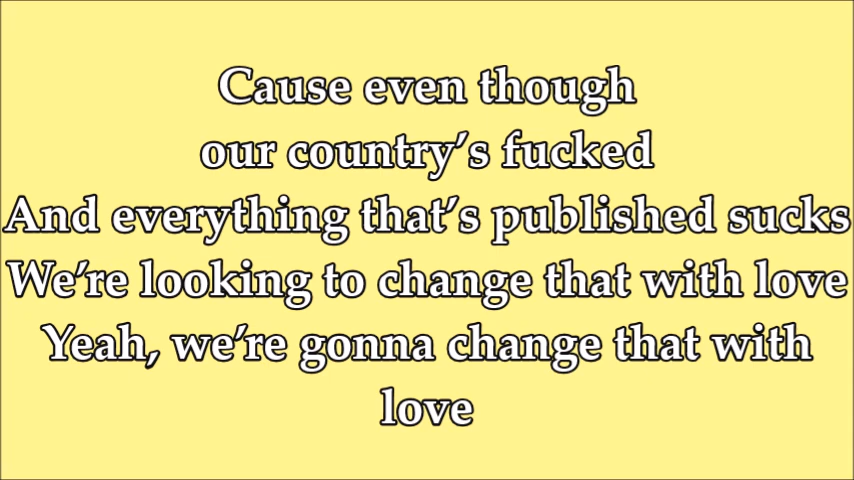 Cause even though
our country's fucked
And everything that's published sucks
We're looking to change that with love
Yeah, we're gonna change that with
love